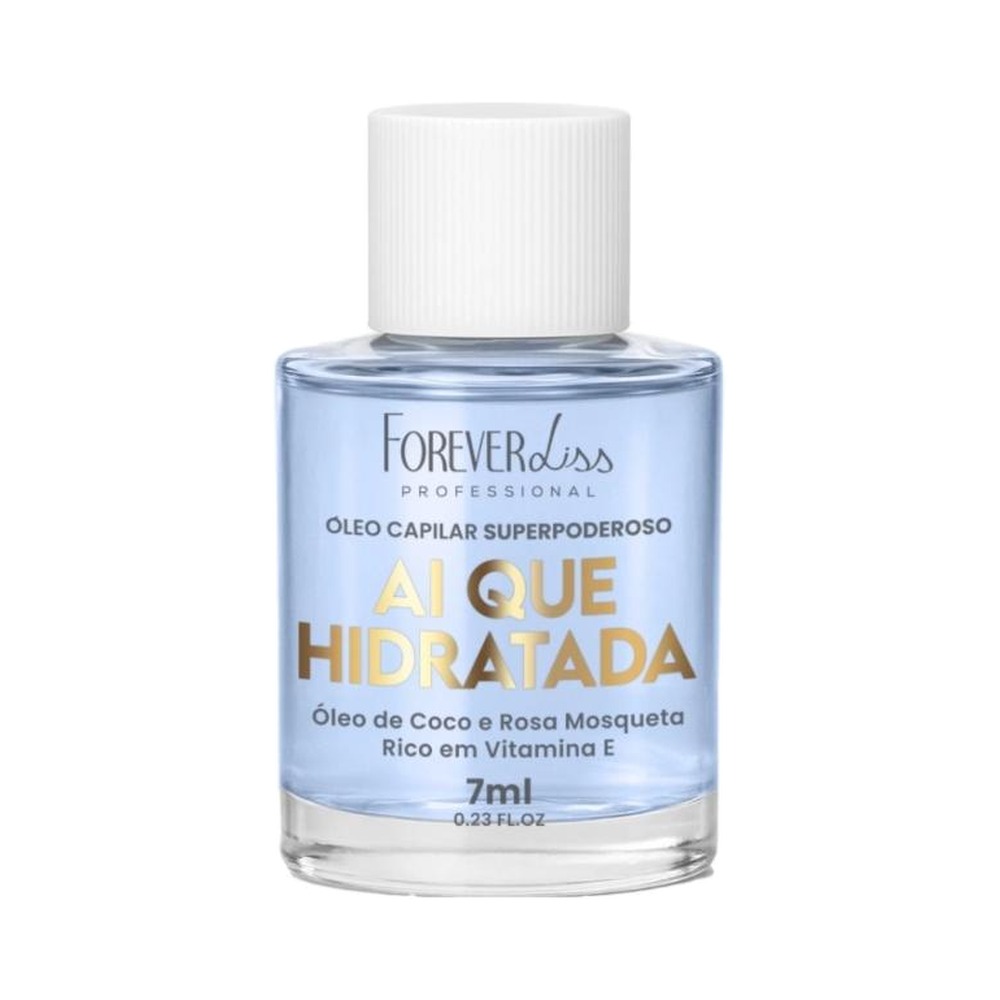 FOREVER Liss
PROFESSIONAL
ÓLEO CAPILAR SUPERPODEROSO
AI QUE
HIDRATADA
Óleo de Coco e Rosa Mosqueta
Rico em Vitamina E
7ml
0.23 FL.OZ